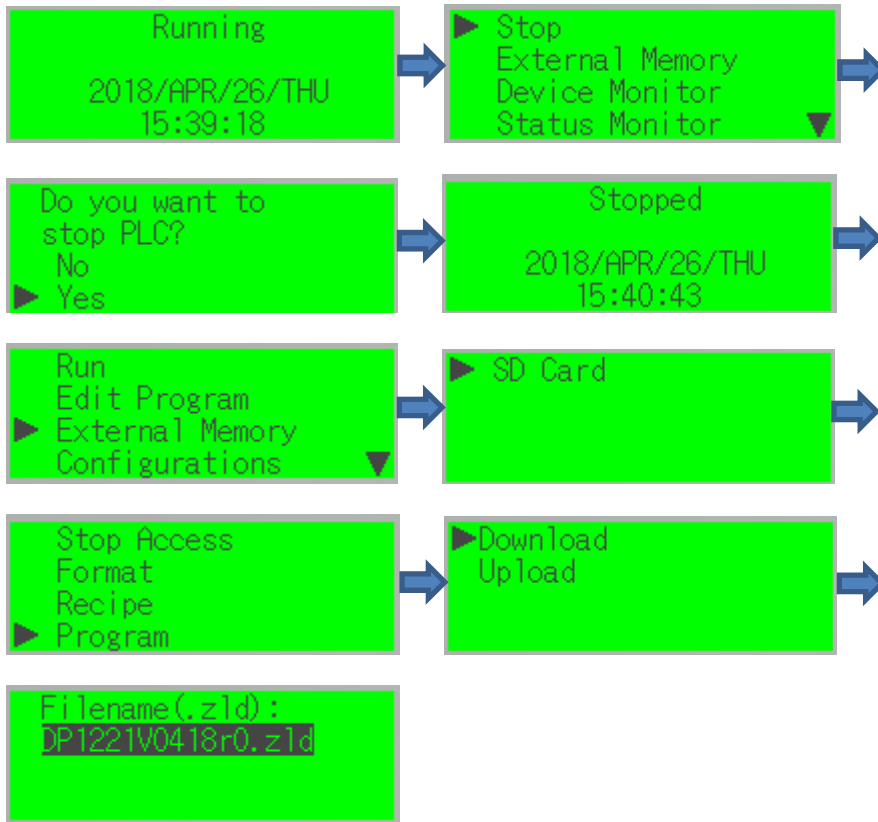 Running
2018/APR/26/THU
15:39:18
Stop
External Memory
Device Monitor
Status Monitor
Do you want to
stop PLC?
No
Yes
Stopped
2018/APR/26/THU
15:40:43
Run
Edit Program
External Memory
Configurations
SD Card
Stop Access
Format
Recipe
Program
Download
Upload
Filename(.zld):
DP1221V0418r0.zld